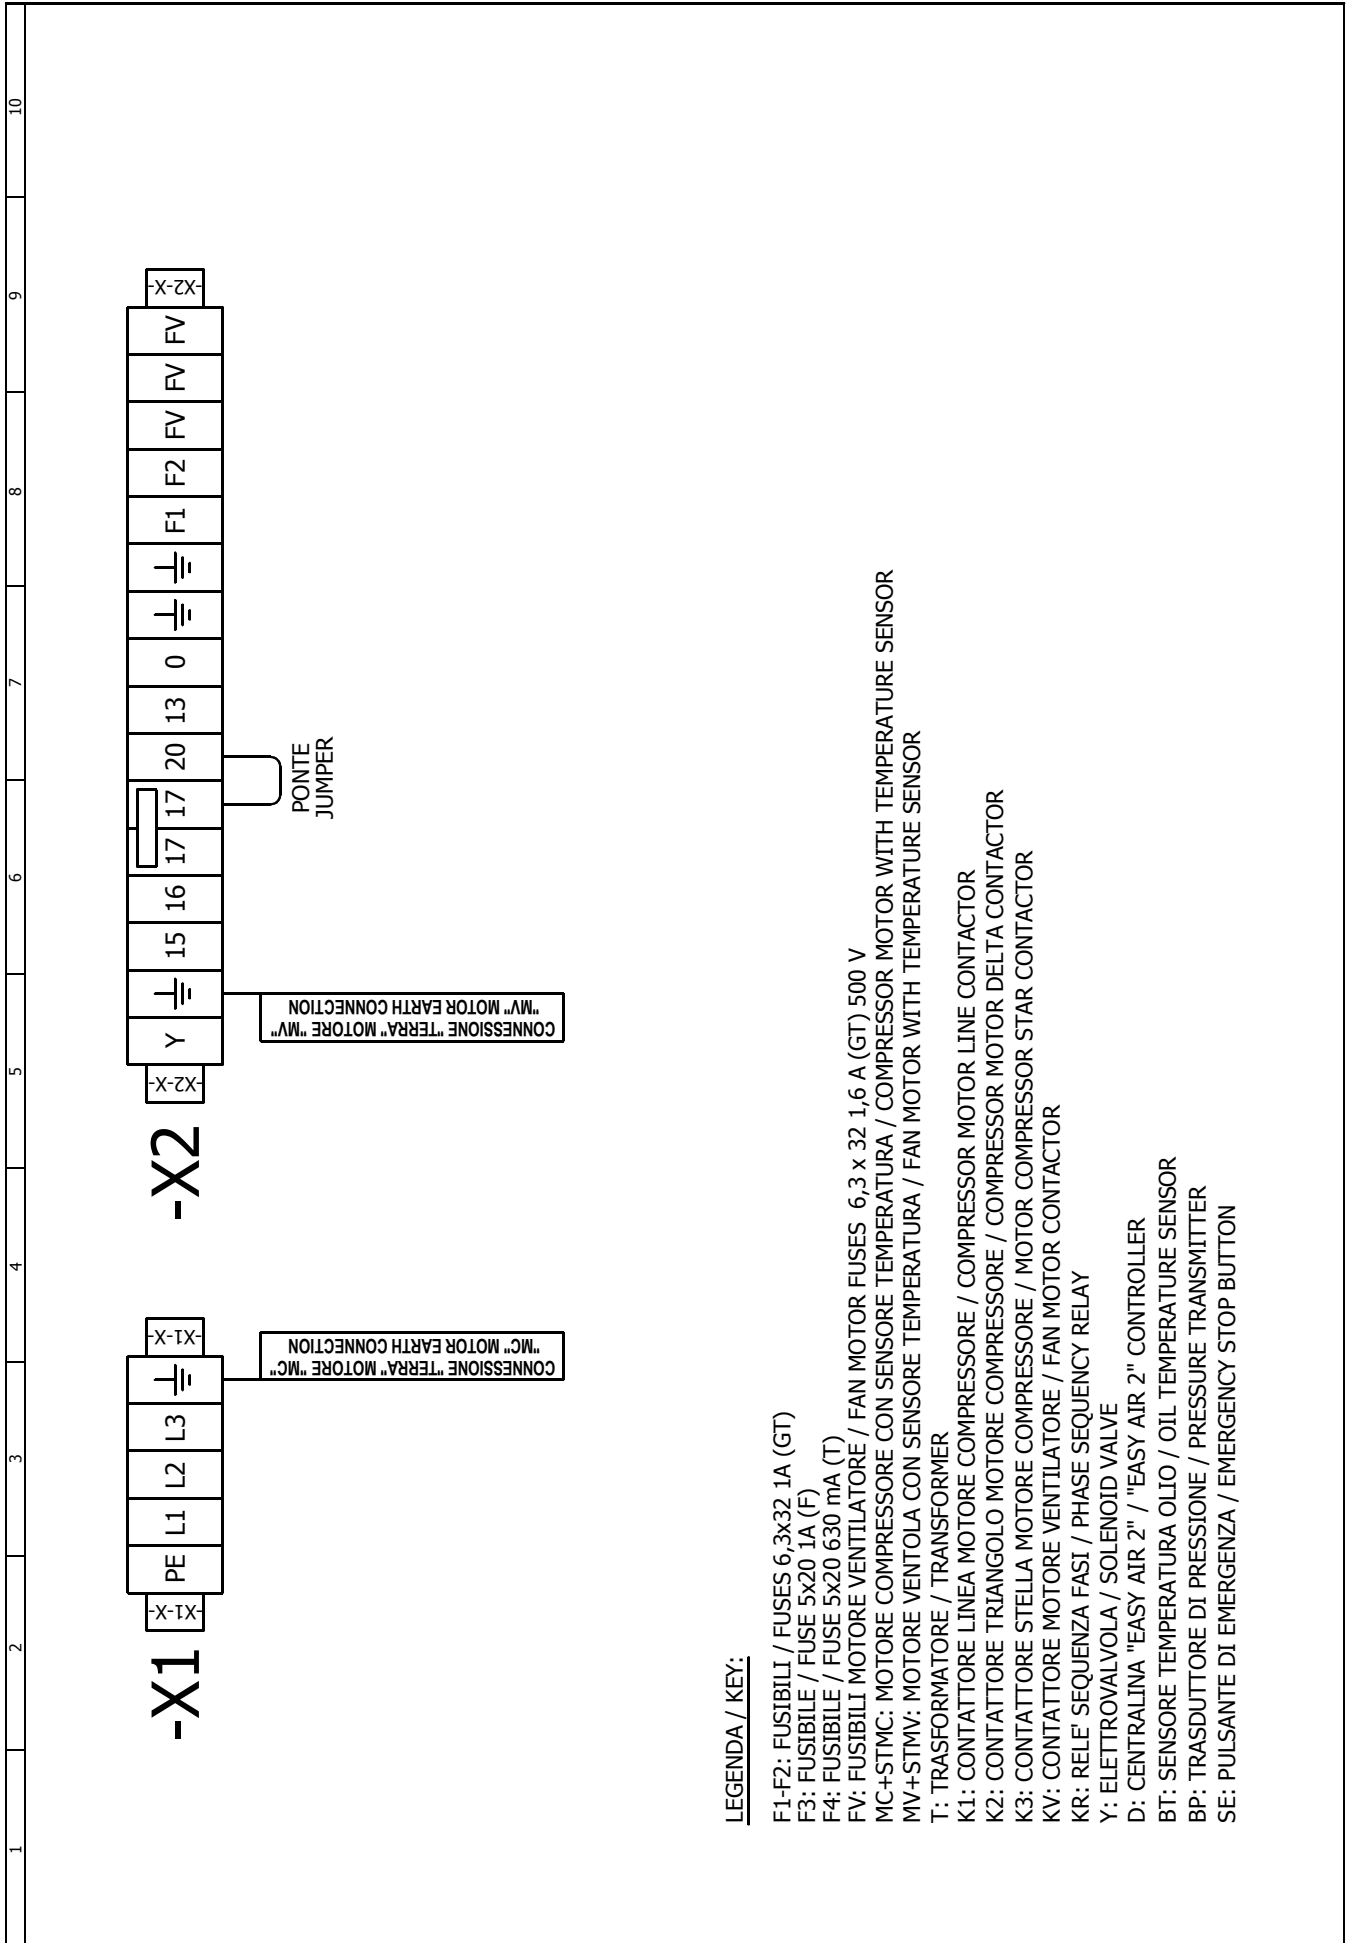 1
2
3
4
5
6
7
8
9
10
-X1
-X1-X-
PE
L1
L2
L3
-X1-X-
CONNESSIONE "TERRA" MOTORE "MC"
"MC" MOTOR EARTH CONNECTION
-X2
-X2-X-
Y
15
16
17
17
20
13
0
F1
F2
FV
FV
FV
-X2-X-
CONNESSIONE "TERRA" MOTORE "MV"
"MV" MOTOR EARTH CONNECTION
PONTE
JUMPER
LEGENDA / KEY:
F1-F2: FUSIBILI / FUSES 6,3x32 1A (GT)
F3: FUSIBILE / FUSE 5x20 1A (F)
F4: FUSIBILE / FUSE 5x20 630 mA (T)
FV: FUSIBILI MOTORE VENTILATORE / FAN MOTOR FUSES 6,3 x 32 1,6 A (GT) 500 V
MC+STMC: MOTORE COMPRESSORE CON SENSORE TEMPERATURA / COMPRESSOR MOTOR WITH TEMPERATURE SENSOR
MV+STMV: MOTORE VENTOLA CON SENSORE TEMPERATURA / FAN MOTOR WITH TEMPERATURE SENSOR
T: TRASFORMATORE / TRANSFORMER
K1: CONTATTORE LINEA MOTORE COMPRESSORE / COMPRESSOR MOTOR LINE CONTACTOR
K2: CONTATTORE TRIANGOLO MOTORE COMPRESSORE / COMPRESSOR MOTOR DELTA CONTACTOR
K3: CONTATTORE STELLA MOTORE COMPRESSORE / MOTOR COMPRESSOR STAR CONTACTOR
KV: CONTATTORE MOTORE VENTILATORE / FAN MOTOR CONTACTOR
KR: RELE' SEQUENZA FASI / PHASE SEQUENCY RELAY
Y: ELETTROVALVOLA / SOLENOID VALVE
D: CENTRALINA "EASY AIR 2" / "EASY AIR 2" CONTROLLER
BT: SENSORE TEMPERATURA OLIO / OIL TEMPERATURE SENSOR
BP: TRASDUTTORE DI PRESSIONE / PRESSURE TRANSMITTER
SE: PULSANTE DI EMERGENZA / EMERGENCY STOP BUTTON